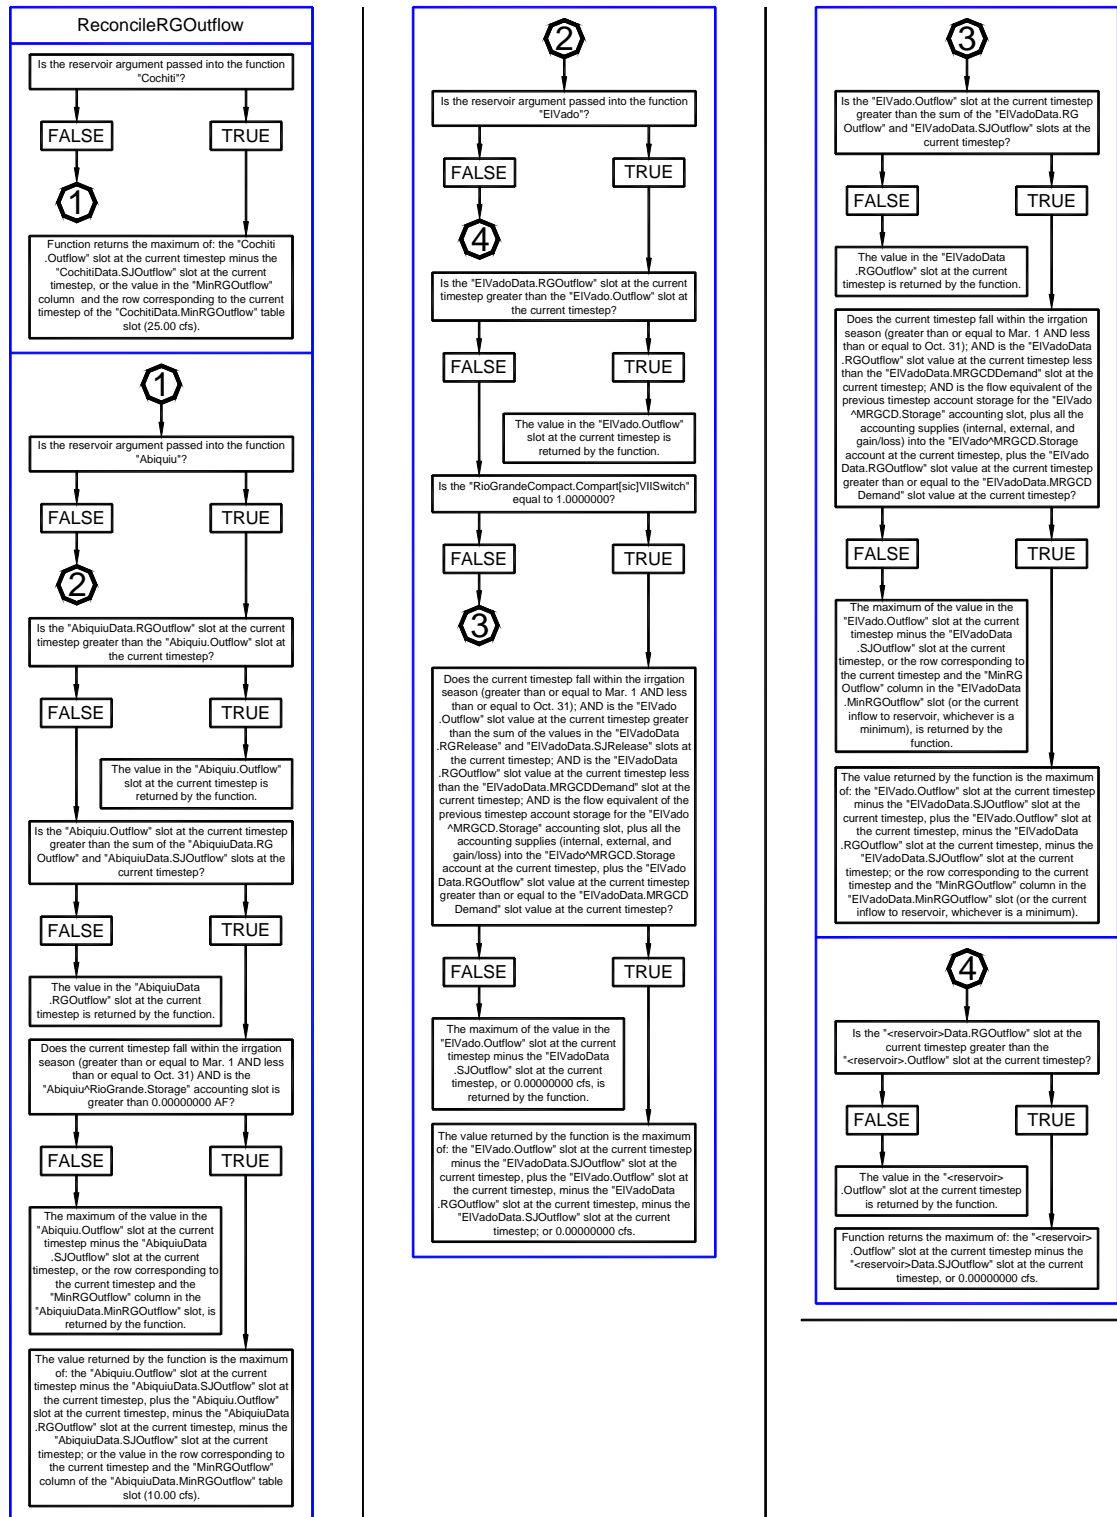 ReconcileRGOutflow
Is the reservoir argument passed into the function
"Cochiti"?
FALSE
TRUE
1
Function returns the maximum of: the "Cochiti
.Outflow" slot at the current timestep minus the
"CochitiData.SJOutflow" slot at the current
timestep, or the value in the "MinRGOutflow"
column and the row corresponding to the current
timestep of the "CochitiData.MinRGOutflow" table
slot (25.00 cfs).
1
Is the reservoir argument passed into the function
"Abiquiu"?
FALSE
TRUE
2
Is the "AbiquiuData.RGOutflow" slot at the current
timestep greater than the "Abiquiu.Outflow" slot at
the current timestep?
FALSE
TRUE
The value in the "Abiquiu.Outflow"
slot at the current timestep is
returned by the function.
Is the "Abiquiu.Outflow" slot at the current timestep
greater than the sum of the "AbiquiuData.RG
Outflow" and "AbiquiuData.SJOutflow" slots at the
current timestep?
FALSE
TRUE
The value in the "AbiquiuData
.RGOutflow" slot at the current
timestep is returned by the function.
Does the current timestep fall within the irrgation
season (greater than or equal to Mar. 1 AND less
than or equal to Oct. 31) AND is the
"Abiquiu^RioGrande.Storage" accounting slot is
greater than 0.00000000 AF?
FALSE
TRUE
The maximum of the value in the
"Abiquiu.Outflow" slot at the current
timestep minus the "AbiquiuData
.SJOutflow" slot at the current
timestep, or the row corresponding to
the current timestep and the
"MinRGOutflow" column in the
"AbiquiuData.MinRGOutflow" slot, is
returned by the function.
The value returned by the function is the maximum
of: the "Abiquiu.Outflow" slot at the current
timestep minus the "AbiquiuData.SJOutflow" slot at
the current timestep, plus the "Abiquiu.Outflow"
slot at the current timestep, minus the "AbiquiuData
.RGOutflow" slot at the current timestep, minus the
"AbiquiuData.SJOutflow" slot at the current
timestep; or the value in the row corresponding to
the current timestep and the "MinRGOutflow"
column of the "AbiquiuData.MinRGOutflow" table
slot (10.00 cfs).
2
Is the reservoir argument passed into the function
"ElVado"?
FALSE
TRUE
4
Is the "ElVadoData.RGOutflow" slot at the current
timestep greater than the "ElVado.Outflow" slot at
the current timestep?
FALSE
TRUE
The value in the "ElVado.Outflow"
slot at the current timestep is
returned by the function.
Is the "RioGrandeCompact.Compart[sic]VIISwitch"
equal to 1.0000000?
FALSE
TRUE
3
Does the current timestep fall within the irrgation
season (greater than or equal to Mar. 1 AND less
than or equal to Oct. 31); AND is the "ElVado
.Outflow" slot value at the current timestep greater
than the sum of the values in the "ElVadoData
.RGRelease" and "ElVadoData.SJRelease" slots at
the current timestep; AND is the "ElVadoData
.RGOutflow" slot value at the current timestep less
than the "ElVadoData.MRGCDDemand" slot at the
current timestep; AND is the flow equivalent of the
previous timestep account storage for the "ElVado
^MRGCD.Storage" accounting slot, plus all the
accounting supplies (internal, external, and
gain/loss) into the "ElVado^MRGCD.Storage
account at the current timestep, plus the "ElVado
Data.RGOutflow" slot value at the current timestep
greater than or equal to the "ElVadoData.MRGCD
Demand" slot value at the current timestep?
FALSE
TRUE
The maximum of the value in the
"ElVado.Outflow" slot at the current
timestep minus the "ElVadoData
.SJOutflow" slot at the current
timestep, or 0.00000000 cfs, is
returned by the function.
The value returned by the function is the maximum
of: the "ElVado.Outflow" slot at the current timestep
minus the "ElVadoData.SJOutflow" slot at the
current timestep, plus the "ElVado.Outflow" slot at
the current timestep, minus the "ElVadoData
.RGOutflow" slot at the current timestep, minus the
"ElVadoData.SJOutflow" slot at the current
timestep; or 0.00000000 cfs.
3
Is the "ElVado.Outflow" slot at the current timestep
greater than the sum of the "ElVadoData.RG
Outflow" and "ElVadoData.SJOutflow" slots at the
current timestep?
FALSE
TRUE
The value in the "ElVadoData
.RGOutflow" slot at the current
timestep is returned by the function.
Does the current timestep fall within the irrgation
season (greater than or equal to Mar. 1 AND less
than or equal to Oct. 31); AND is the "ElVadoData
.RGOutflow" slot value at the current timestep less
than the "ElVadoData.MRGCDDemand" slot at the
current timestep; AND is the flow equivalent of the
previous timestep account storage for the "ElVado
^MRGCD.Storage" accounting slot, plus all the
accounting supplies (internal, external, and
gain/loss) into the "ElVado^MRGCD.Storage
account at the current timestep, plus the "ElVado
Data.RGOutflow" slot value at the current timestep
greater than or equal to the "ElVadoData.MRGCD
Demand" slot value at the current timestep?
FALSE
TRUE
The maximum of the value in the
"ElVado.Outflow" slot at the current
timestep minus the "ElVadoData
.SJOutflow" slot at the current
timestep, or the row corresponding to
the current timestep and the "MinRG
Outflow" column in the "ElVadoData
.MinRGOutflow" slot (or the current
inflow to reservoir, whichever is a
minimum), is returned by the
function.
The value returned by the function is the maximum
of: the "ElVado.Outflow" slot at the current timestep
minus the "ElVadoData.SJOutflow" slot at the
current timestep, plus the "ElVado.Outflow" slot at
the current timestep, minus the "ElVadoData
.RGOutflow" slot at the current timestep, minus the
"ElVadoData.SJOutflow" slot at the current
timestep; or the row corresponding to the current
timestep and the "MinRGOutflow" column in the
"ElVadoData.MinRGOutflow" slot (or the current
inflow to reservoir, whichever is a minimum).
4
Is the "<reservoir>Data.RGOutflow" slot at the
current timestep greater than the
"<reservoir>.Outflow" slot at the current timestep?
FALSE
TRUE
The value in the "<reservoir>
.Outflow" slot at the current timestep
is returned by the function.
Function returns the maximum of: the "<reservoir>
.Outflow" slot at the current timestep minus the
"<reservoir>Data.SJOutflow" slot at the current
timestep, or 0.00000000 cfs.